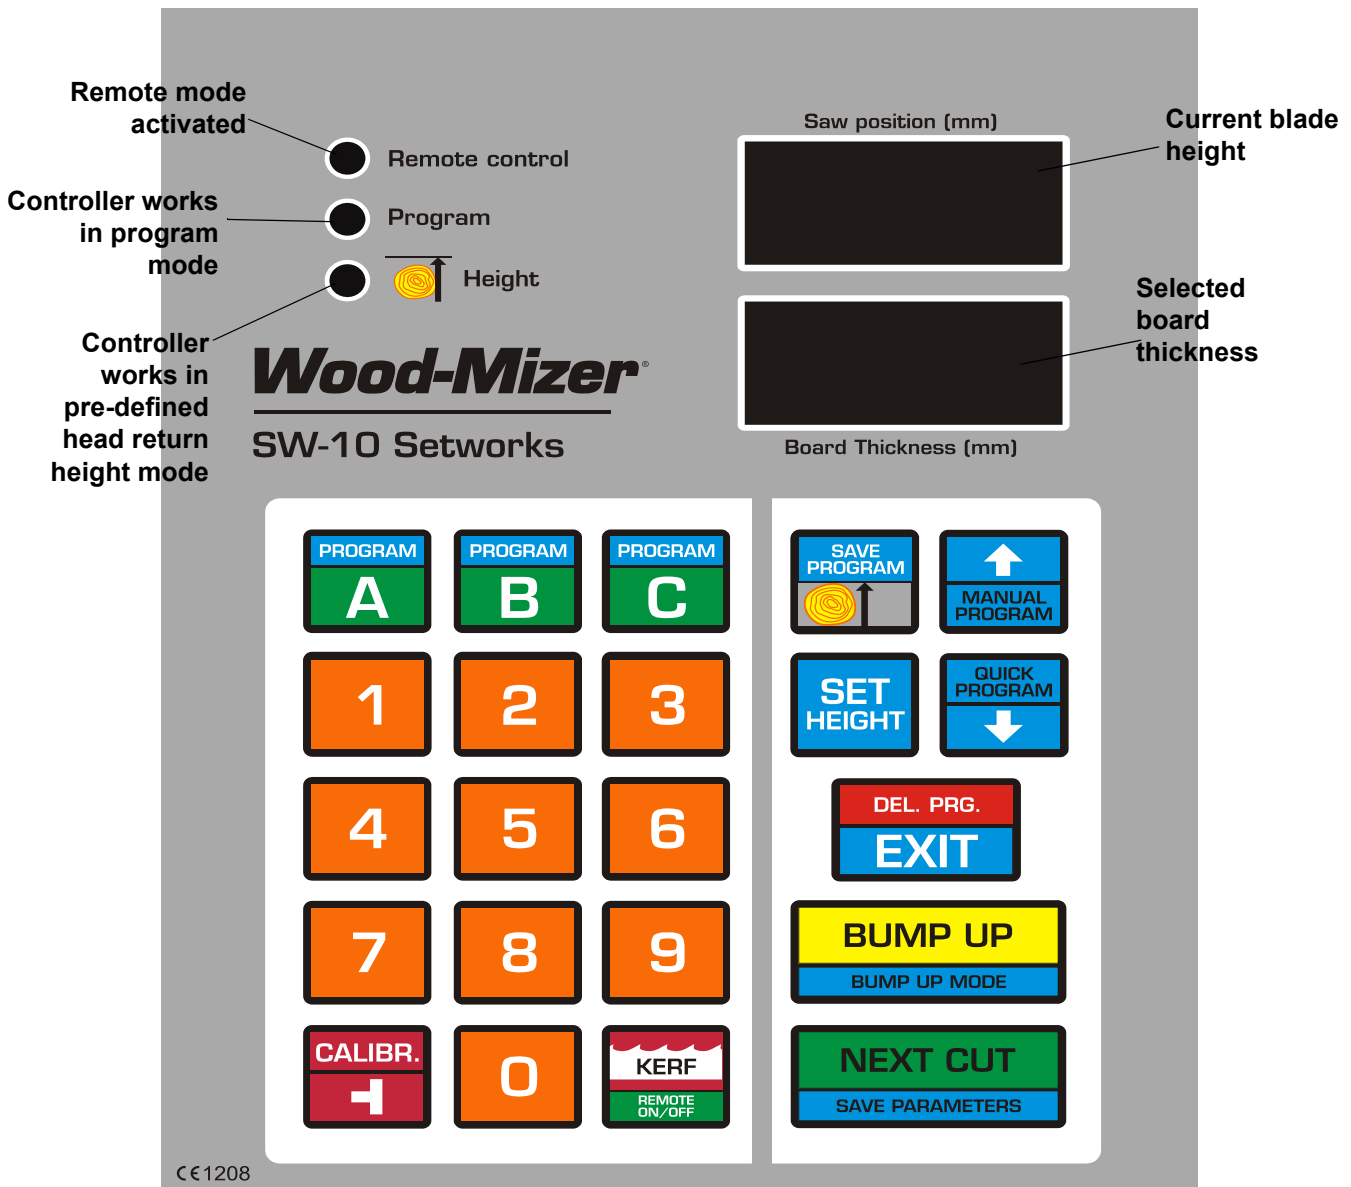 Remote mode
activated
Controller works
in program
mode
Controller
works in
pre-defined
head return
height mode
Remote control
Program
Height
Saw position (mm)
Current blade
height
Selected
board
thickness
Board Thickness (mm)
Wood-Mizer®
SW-10 Setworks
PROGRAM
A
PROGRAM
B
PROGRAM
C
SAVE
PROGRAM
MANUAL
PROGRAM
1
2
3
SET
HEIGHT
QUICK
PROGRAM
4
5
6
DEL. PRG.
EXIT
7
8
9
BUMP UP
BUMP UP MODE
CALIBR.
0
KERF
REMOTE
ON/OFF
NEXT CUT
SAVE PARAMETERS
CE1208